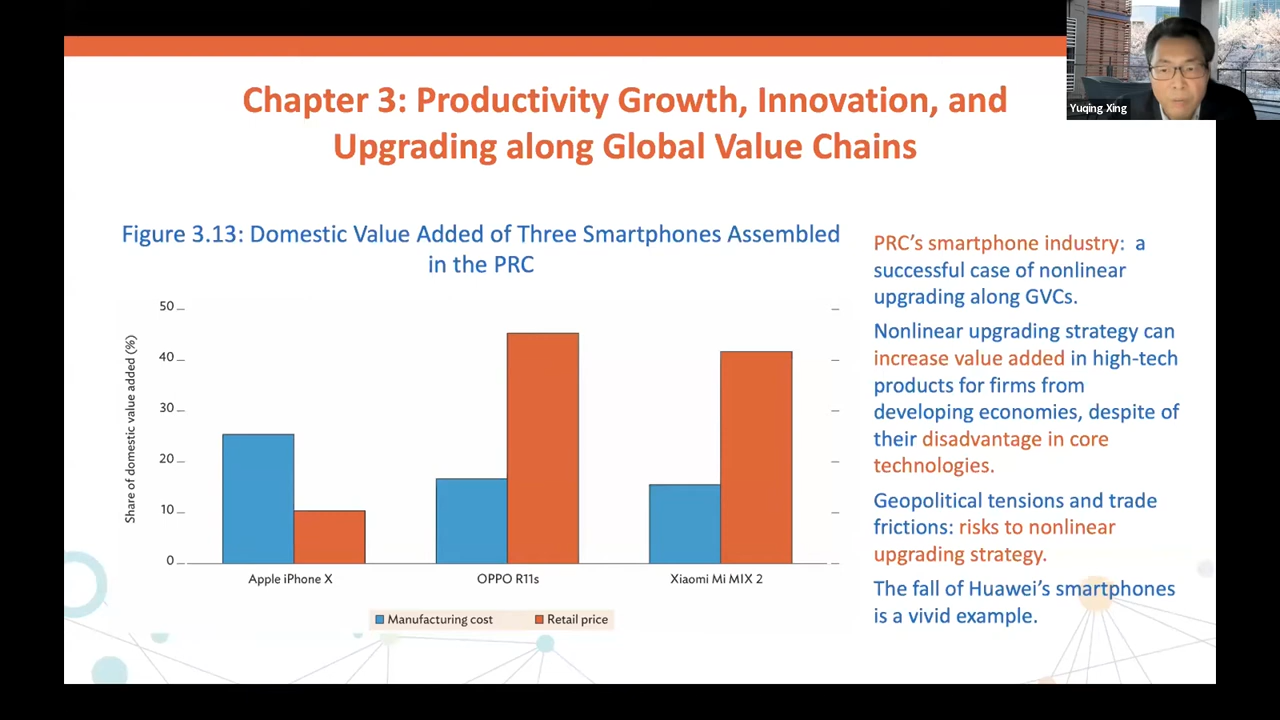 Yuqing Xing
Chapter 3: Productivity Growth, Innovation, and
Upgrading along Global Value Chains
Figure 3.13: Domestic Value Added of Three Smartphones Assembled
in the PRC
Share of domestic value added (%)
50
40
30
20
10
0
Apple iPhone X
OPPO R11s
Xiaomi Mi MIX 2
Manufacturing cost
Retail price
PRC's smartphone industry: a
successful case of nonlinear
upgrading along GVCs.
Nonlinear upgrading strategy can
increase value added in high-tech
products for firms from
developing economies, despite of
their disadvantage in core
technologies.
Geopolitical tensions and trade
frictions: risks to nonlinear
upgrading strategy.
The fall of Huawei's smartphones
is a vivid example.